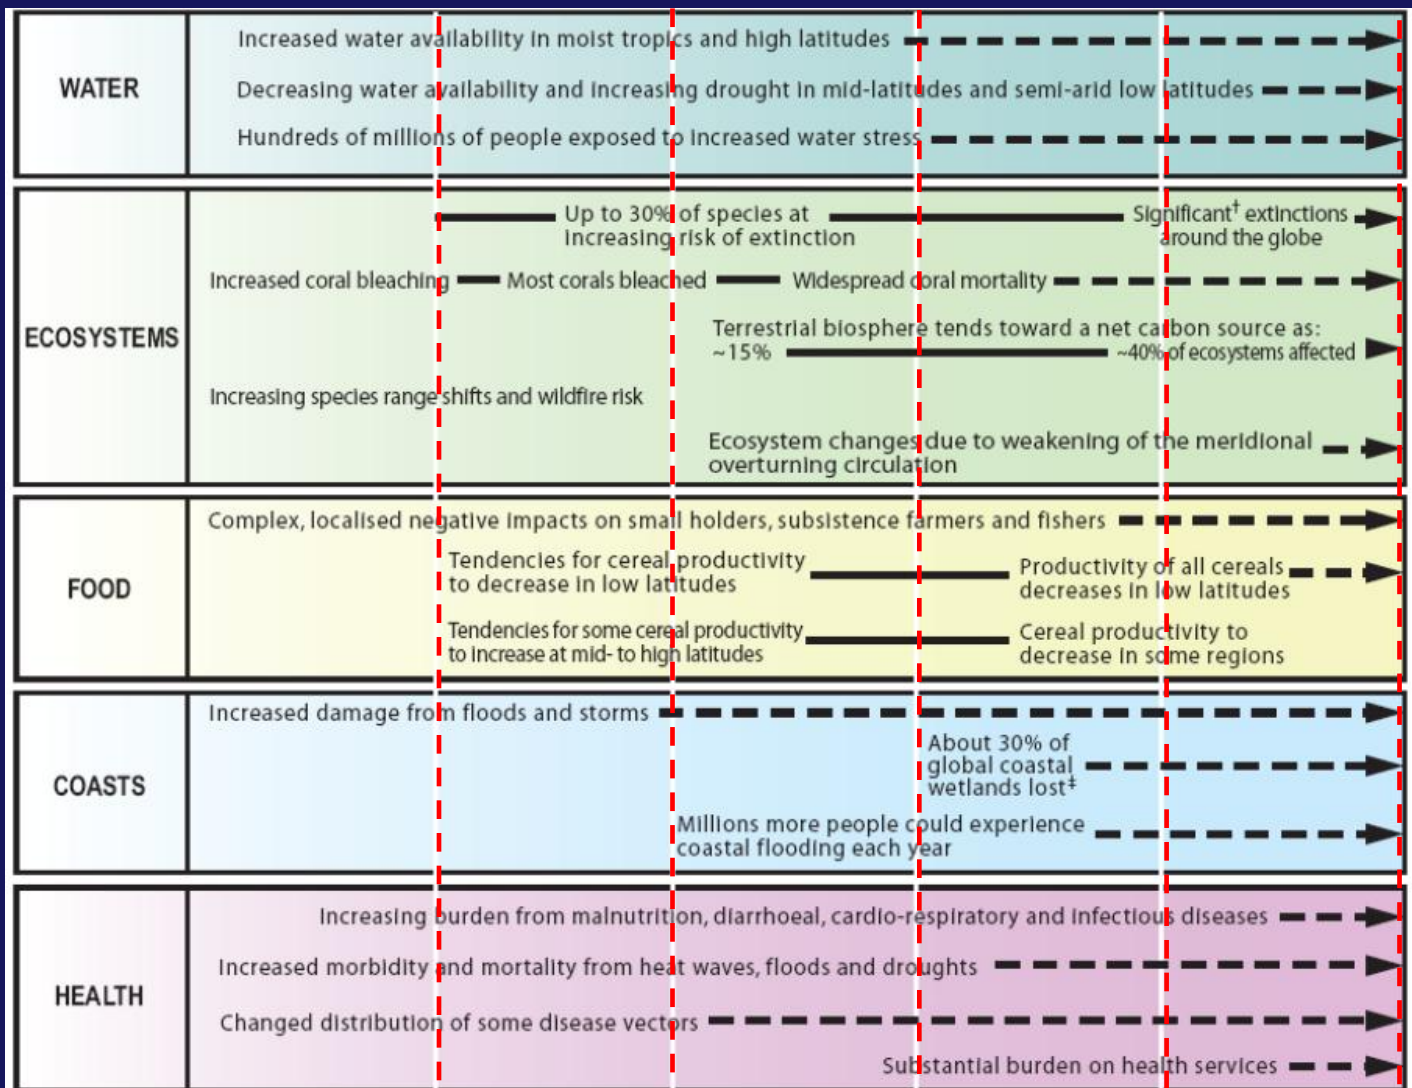 WATER
Increased water availability in moist tropics and high latitudes
Decreasing water availability and increasing drought in mid-latitudes and semi-arid low latitudes
Hundreds of millions of people exposed to increased water stress
ECOSYSTEMS
Up to 30% of species at
increasing risk of extinction
Significant† extinctions
around the globe
Increased coral bleaching
Most corals bleached
Widespread coral mortality
Terrestrial biosphere tends toward a net carbon source as:
~15%
~40% of ecosystems affected
Increasing species range shifts and wildfire risk
Ecosystem changes due to weakening of the meridional
overturning circulation
FOOD
Complex, localised negative impacts on small holders, subsistence farmers and fishers
Tendencies for cereal productivity
to decrease in low latitudes
Productivity of all cereals
decreases in low latitudes
Tendencies for some cereal productivity
to increase at mid- to high latitudes
Cereal productivity to
decrease in some regions
COASTS
Increased damage from floods and storms
About 30% of
global coastal
wetlands lost‡
Millions more people could experience
coastal flooding each year
HEALTH
Increasing burden from malnutrition, diarrhoeal, cardio-respiratory and infectious diseases
Increased morbidity and mortality from heat waves, floods and droughts
Changed distribution of some disease vectors
Substantial burden on health services